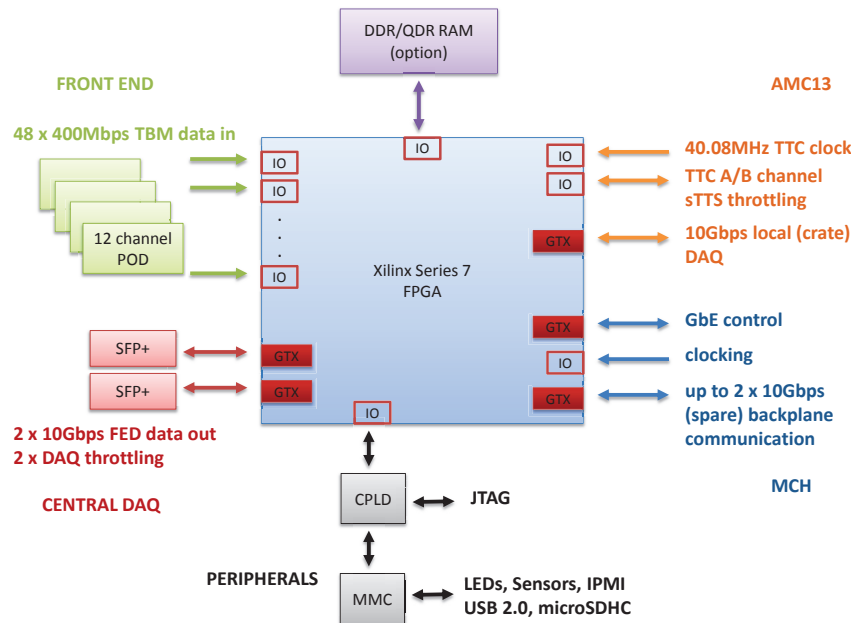 DDR/QDR RAM
(option)
FRONT END
AMC13
48 x 400Mbps TBM data in
12 channel
POD
IO
IO
.
.
.
.
IO
IO
Xilinx Series 7
FPGA
IO
40.08MHz TTC clock
IO
TTC A/B channel
sTTS throttling
GTX
10Gbps local (crate)
DAQ
GTX
GbE control
IO
clocking
GTX
up to 2 x 10Gbps
(spare) backplane
communication
MCH
SFP+
GTX
SFP+
GTX
2 x 10Gbps FED data out
2 x DAQ throttling
CENTRAL DAQ
IO
CPLD
JTAG
PERIPHERALS
MMC
LEDs, Sensors, IPMI
USB 2.0, microSDHC